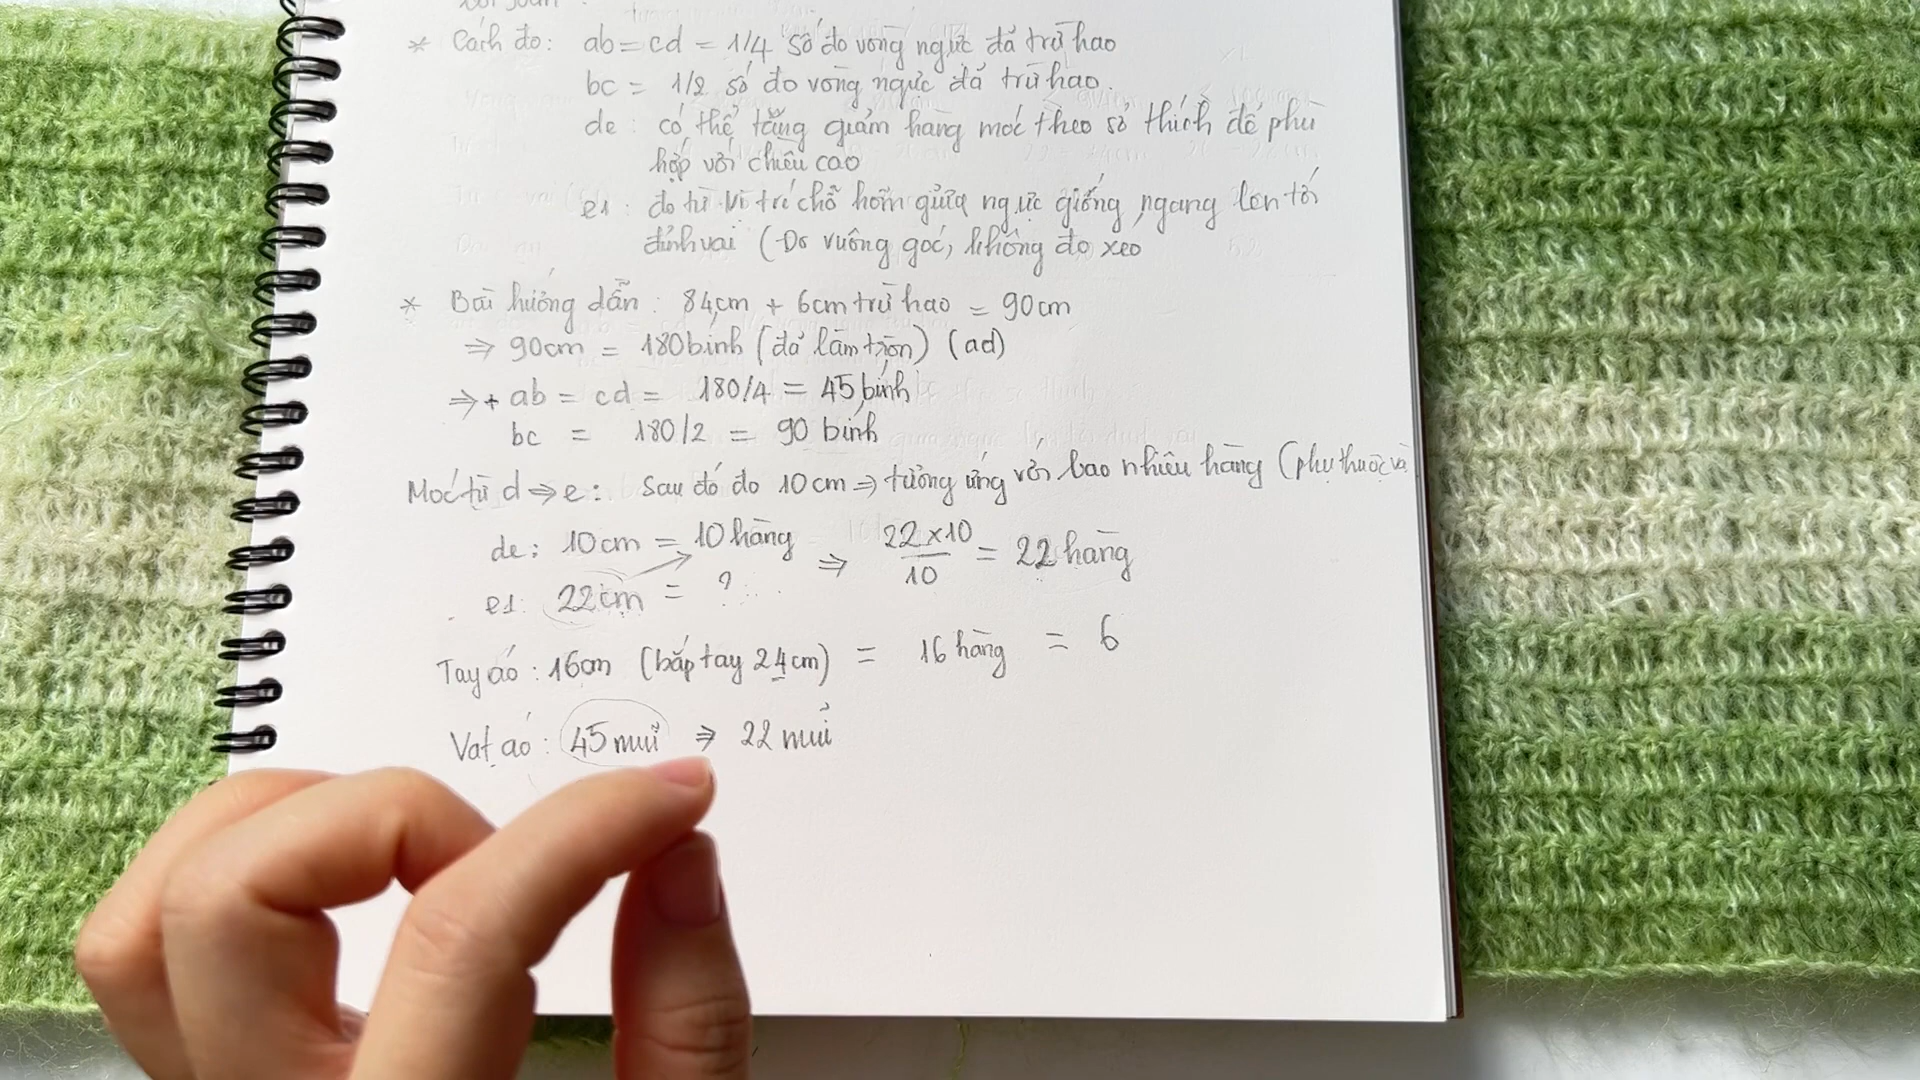 * Cách đo: ab = cd = 1/4 số đo vòng ngực đã trừ hao
bc = 1/2 số đo vòng ngực đã trừ hao.
de: có thể tăng giảm hàng móc theo sở thích để phù
hợp với chiều cao
e1: đo từ vị trí chỗ hõm giữa ngực giống, ngang lên tới
đỉnh vai (Đo vuông góc, không đo xéo
* Bài hướng dẫn: 84cm + 6cm trừ hao = 90cm
⇒ 90cm = 180 bính (đã làm tròn) (ad)
⇒ + ab = cd = 180/4 = 45 bính
bc = 180/2 = 90 bính
Móc từ d ⇒ e: Sau đó đo 10cm ⇒ tương ứng với bao nhiêu hàng (phụ thuộc và
de: 10cm = 10 hàng ⇒ 22x10/10 = 22 hàng
e1: 22cm = ?
Tay áo: 16cm (bắp tay 24cm) = 16 hàng = 6
Vạt áo: 45 mũi ⇒ 22 mũi